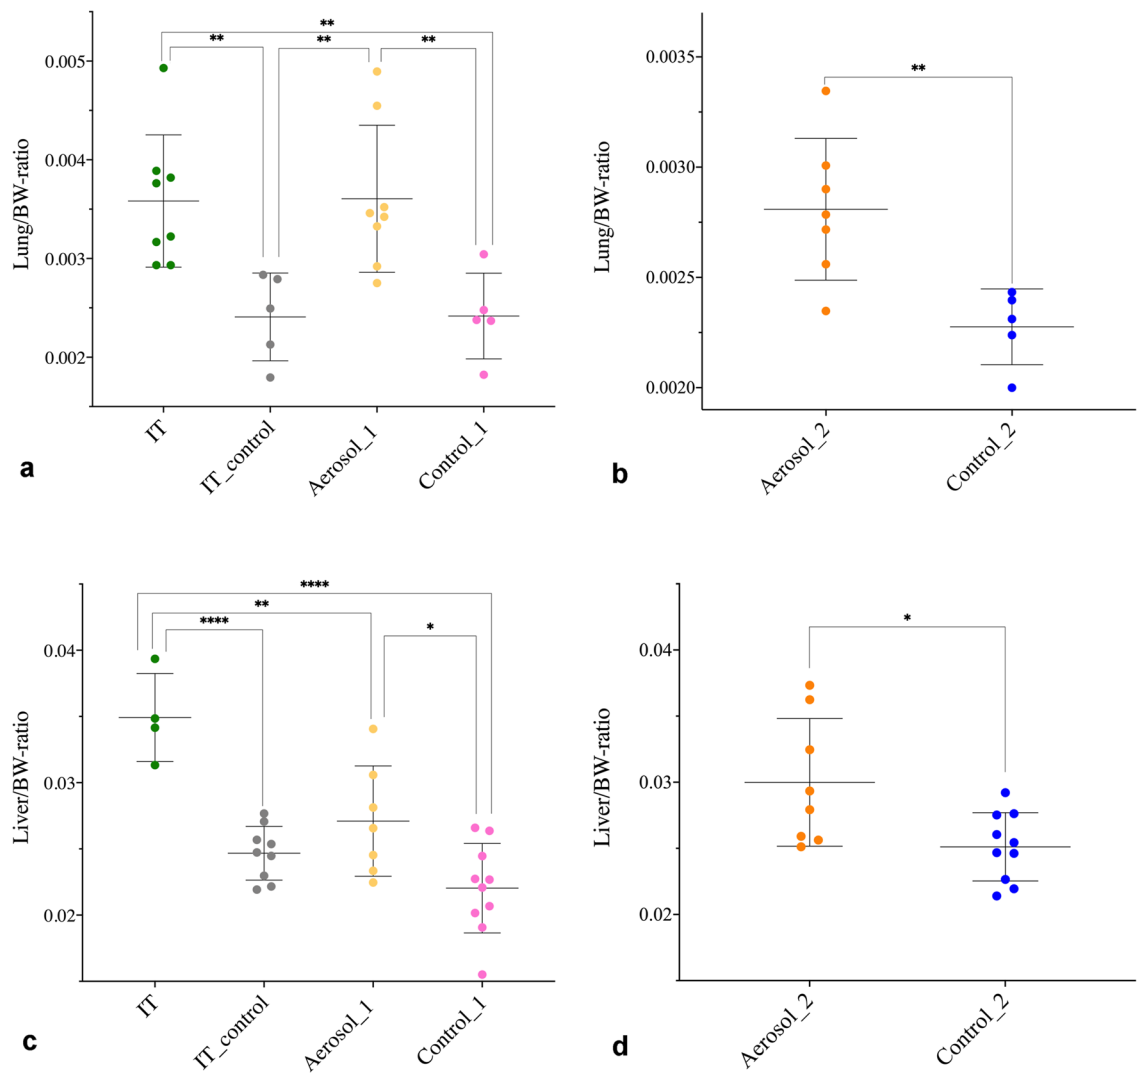 **
** ** **
0.005
0.004
0.003
0.002
Lung/BW-ratio
IT
IT_control
Aerosol_1
Control_1
a
**
0.0035
0.0030
0.0025
0.0020
Lung/BW-ratio
Aerosol_2
Control_2
b
****
**
****
*
0.04
0.03
0.02
Liver/BW-ratio
IT
IT_control
Aerosol_1
Control_1
c
*
0.04
0.03
0.02
Liver/BW-ratio
Aerosol_2
Control_2
d